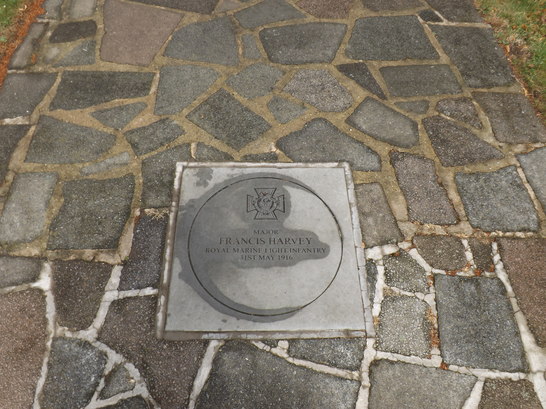 MAJOR
FRANCIS HARVEY
ROYAL MARINE LIGHT INFANTRY
31ST MAY 1916